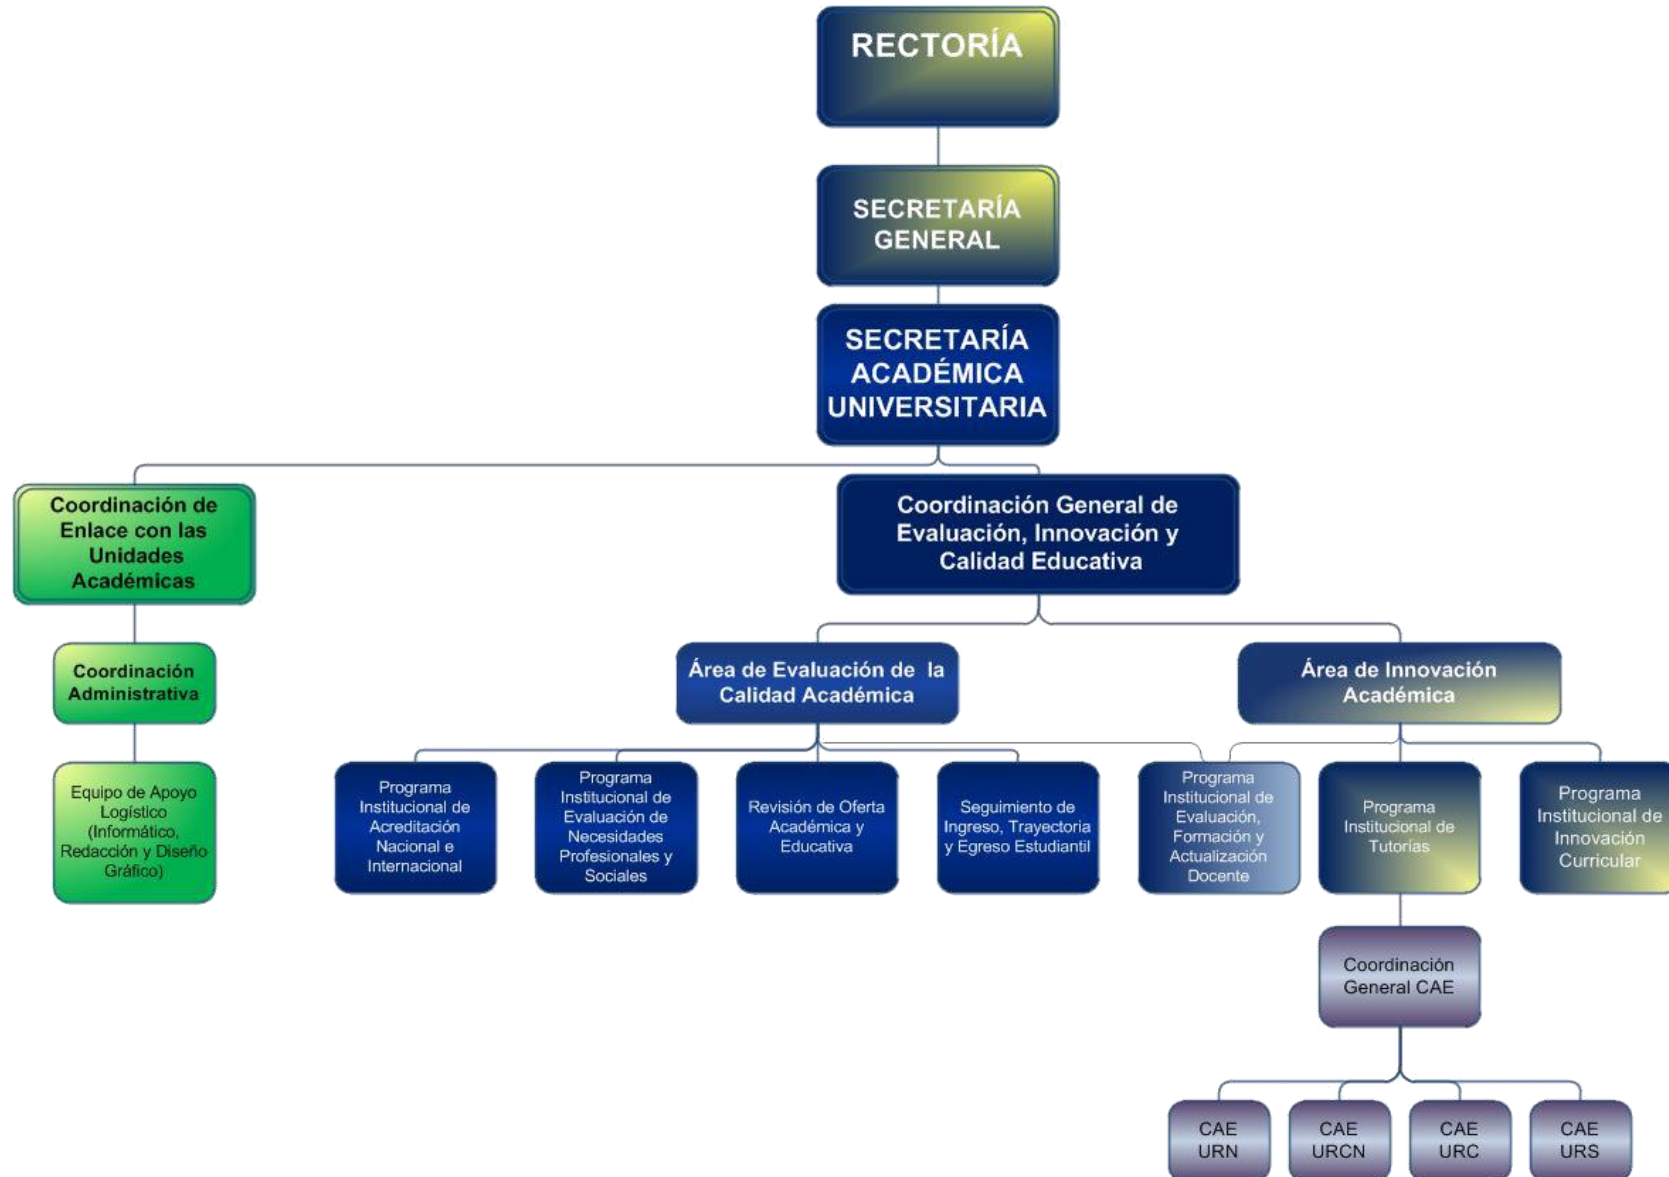 RECTORÍA
SECRETARÍA
GENERAL
SECRETARÍA
ACADÉMICA
UNIVERSITARIA
Coordinación de
Enlace con las
Unidades
Académicas
Coordinación General de
Evaluación, Innovación y
Calidad Educativa
Coordinación
Administrativa
Área de Evaluación de la
Calidad Académica
Área de Innovación
Académica
Equipo de Apoyo
Logístico
(Informático,
Redacción y Diseño
Gráfico)
Programa
Institucional de
Acreditación
Nacional e
Internacional
Programa
Institucional de
Evaluación de
Necesidades
Profesionales y
Sociales
Revisión de Oferta
Académica y
Educativa
Seguimiento de
Ingreso, Trayectoria
y Egreso Estudiantil
Programa
Institucional de
Evaluación,
Formación y
Actualización
Docente
Programa
Institucional de
Tutorías
Programa
Institucional de
Innovación
Curricular
Coordinación
General CAE
CAE
URN
CAE
URCN
CAE
URC
CAE
URS